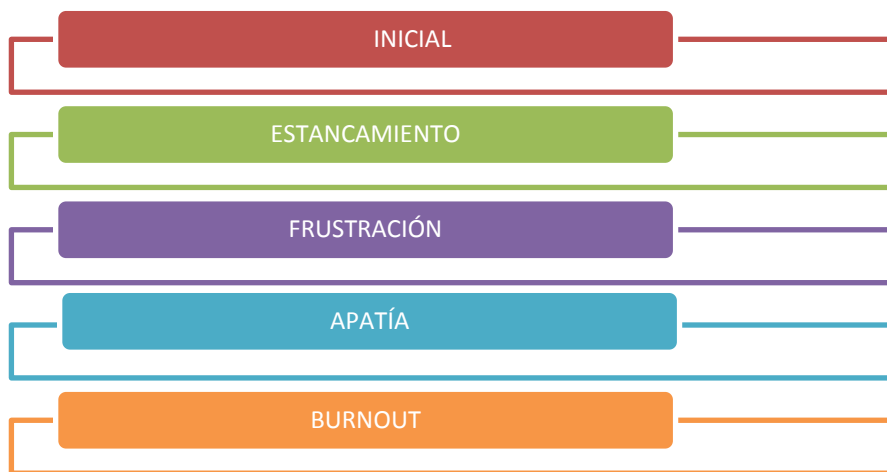 INICIAL
ESTANCAMIENTO
FRUSTRACIÓN
APATÍA
BURNOUT